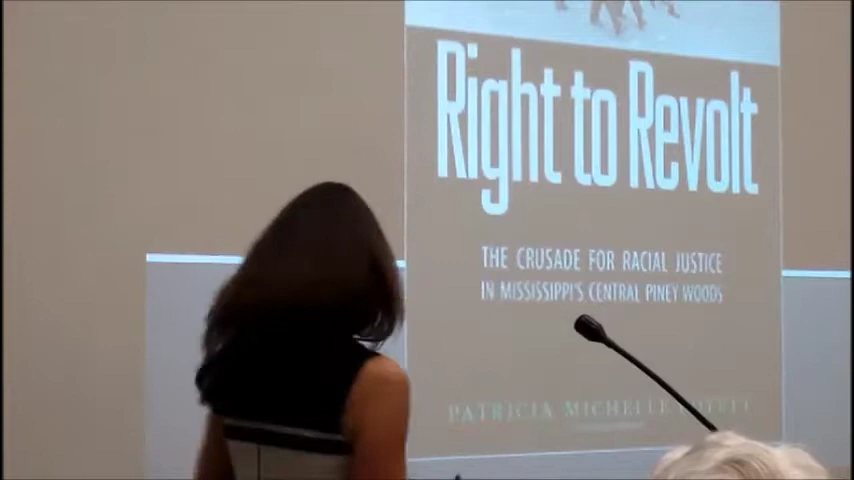 Right to Revolt
THE CRUSADE FOR RACIAL JUSTICE
IN MISSISSIPPI'S CENTRAL PINEY WOODS
PATRICIA MICHELLE